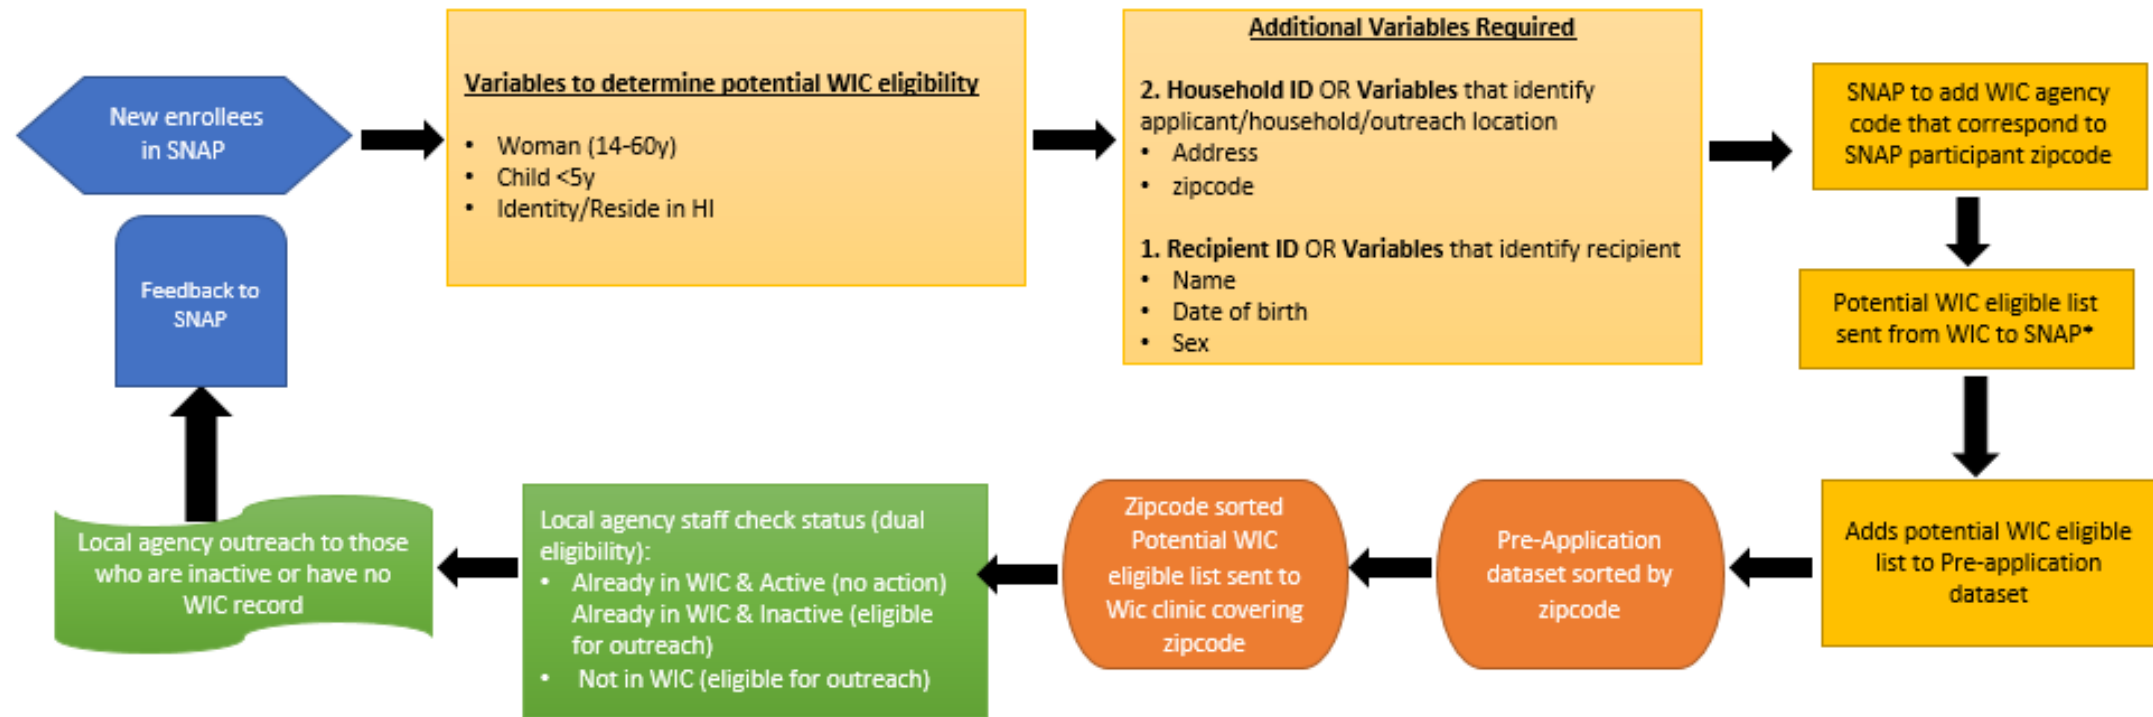 New enrollees
in SNAP
Variables to determine potential WIC eligibility
• Woman (14-60y)
• Child <5y
• Identity/Reside in HI
Additional Variables Required
2. Household ID OR Variables that identify
applicant/household/outreach location
• Address
• zipcode
1. Recipient ID OR Variables that identify recipient
• Name
• Date of birth
• Sex
SNAP to add WIC agency
code that correspond to
SNAP participant zipcode
Potential WIC eligible list
sent from WIC to SNAP*
Adds potential WIC eligible
list to Pre-application
dataset
Pre-Application
dataset sorted by
zipcode
Zipcode sorted
Potential WIC
eligible list sent to
Wic clinic covering
zipcode
Local agency staff check status (dual
eligibility):
• Already in WIC & Active (no action)
Already in WIC & Inactive (eligible
for outreach)
• Not in WIC (eligible for outreach)
Local agency outreach to those
who are inactive or have no
WIC record
Feedback to
SNAP